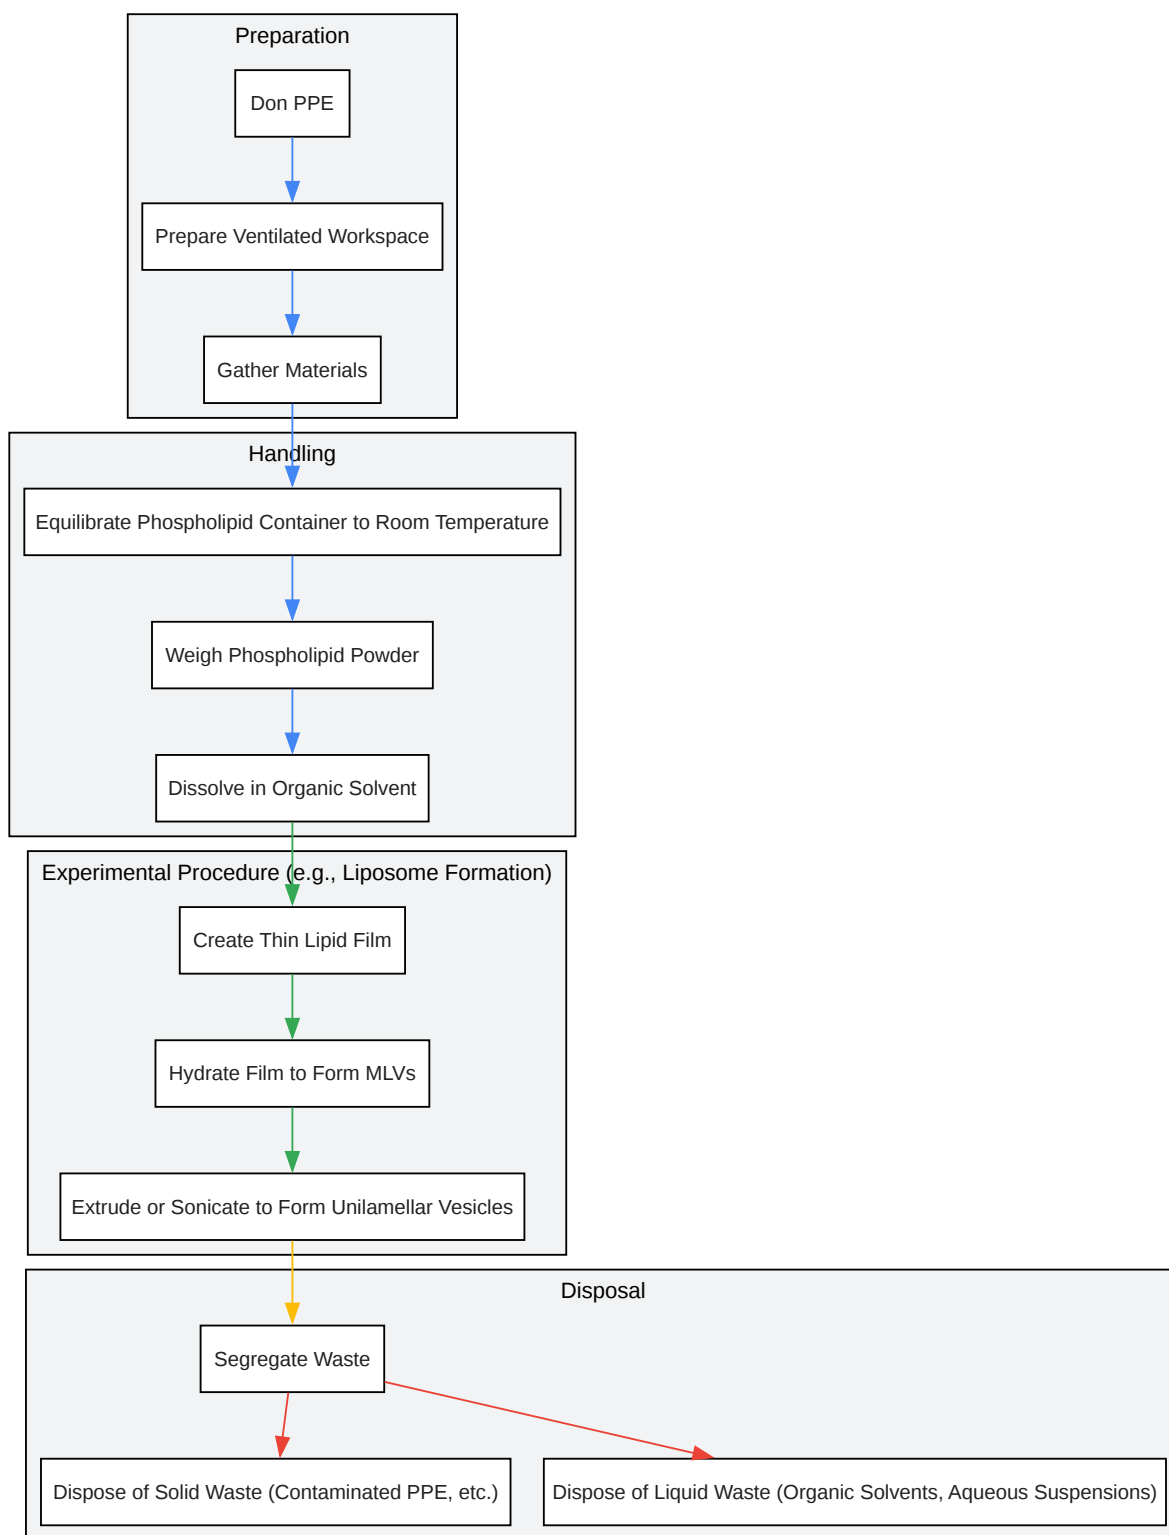 Preparation
Don PPE
Prepare Ventilated Workspace
Gather Materials
Handling
Equilibrate Phospholipid Container to Room Temperature
Weigh Phospholipid Powder
Dissolve in Organic Solvent
Experimental Procedure (e.g., Liposome Formation)
Create Thin Lipid Film
Hydrate Film to Form MLVs
Extrude or Sonicate to Form Unilamellar Vesicles
Disposal
Segregate Waste
Dispose of Solid Waste (Contaminated PPE, etc.)
Dispose of Liquid Waste (Organic Solvents, Aqueous Suspensions)